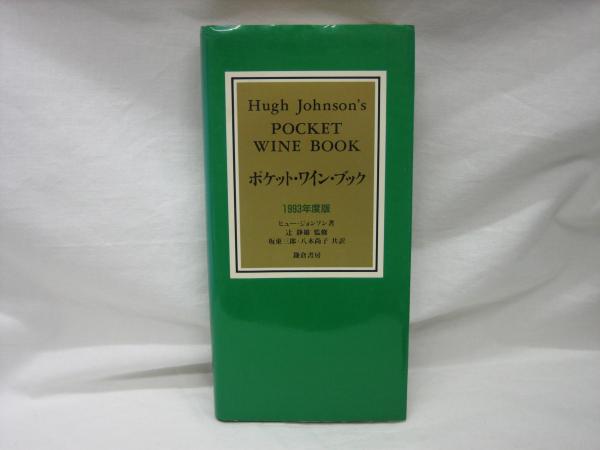 Hugh Johnson's
POCKET
WINE BOOK
ポケット・ワイン・ブック
1993年度版
ヒュー・ジョンソン著
辻 静雄 監修
坂東三郎・八木尚子 共訳
鎌倉書房